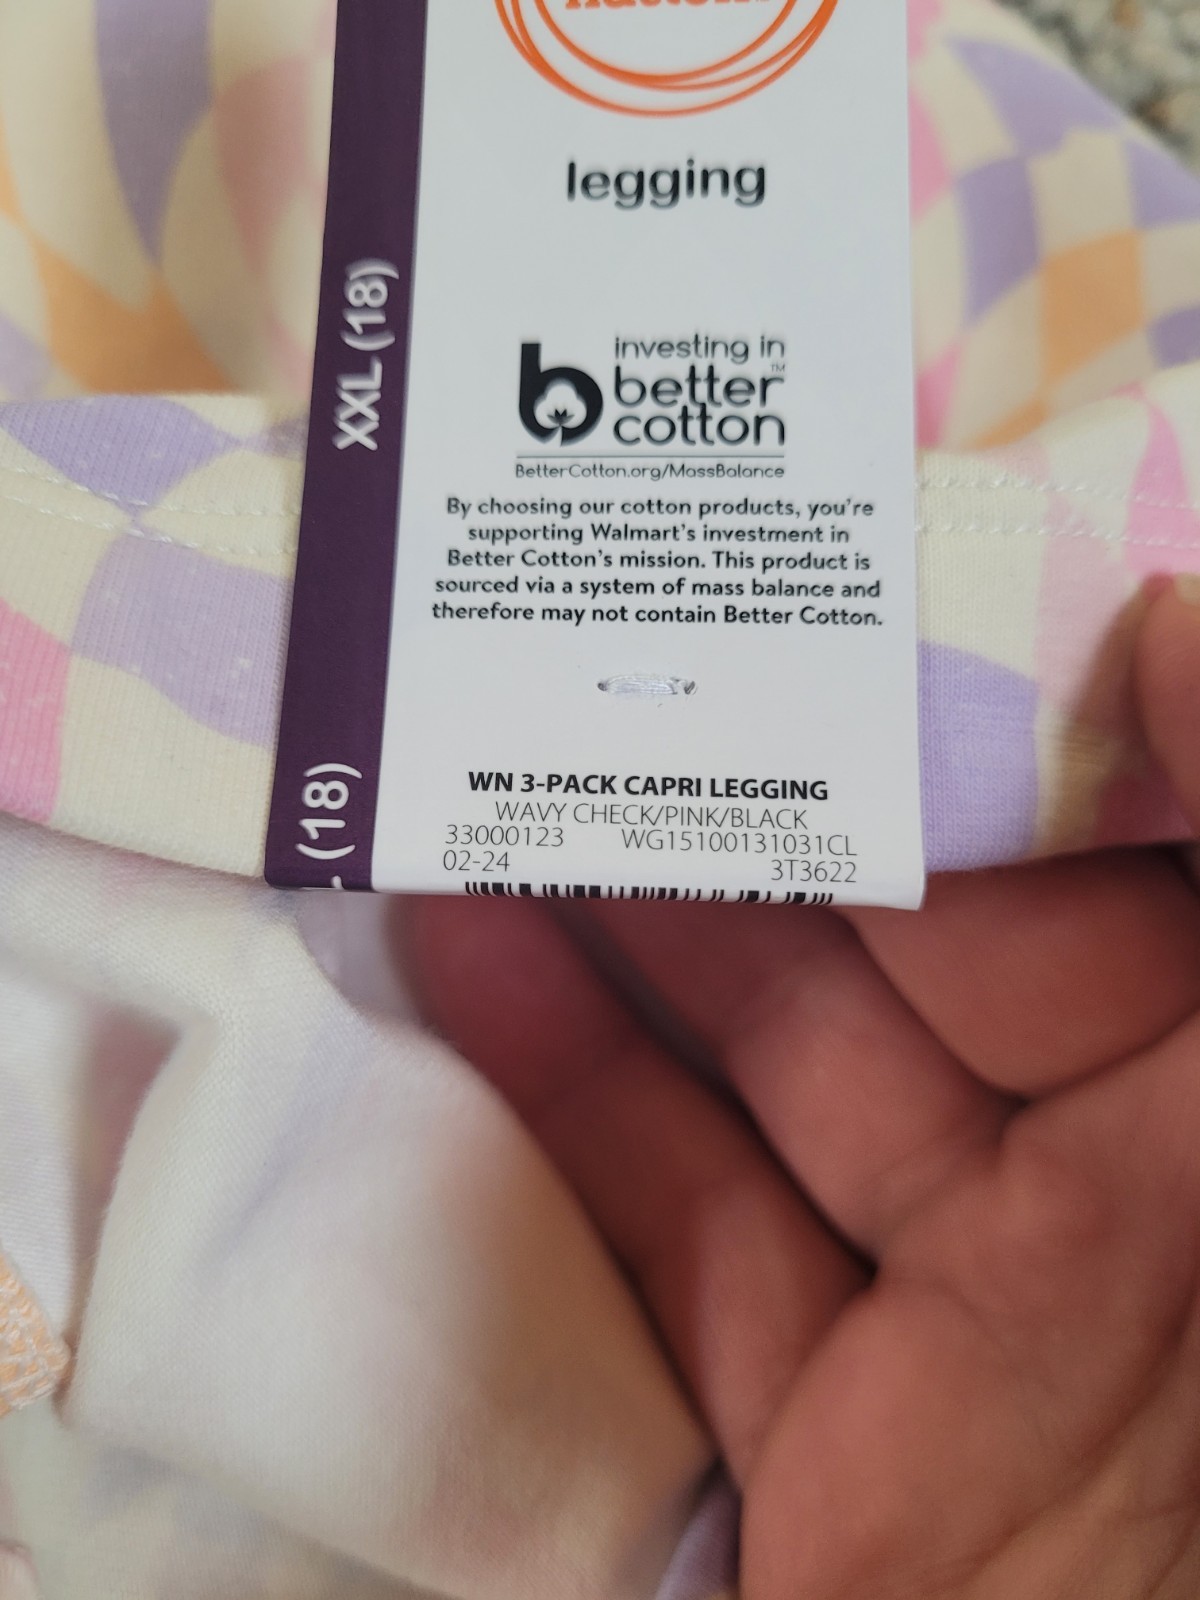 legging
XXL (18)
investing in
better™
cotton
BetterCotton.org/MassBalance
By choosing our cotton products, you're
supporting Walmart's investment in
Better Cotton's mission. This product is
sourced via a system of mass balance and
therefore may not contain Better Cotton.
(18)
WN 3-PACK CAPRI LEGGING
WAVY CHECK/PINK/BLACK
33000123 WG15100131031CL
02-24 3T3622